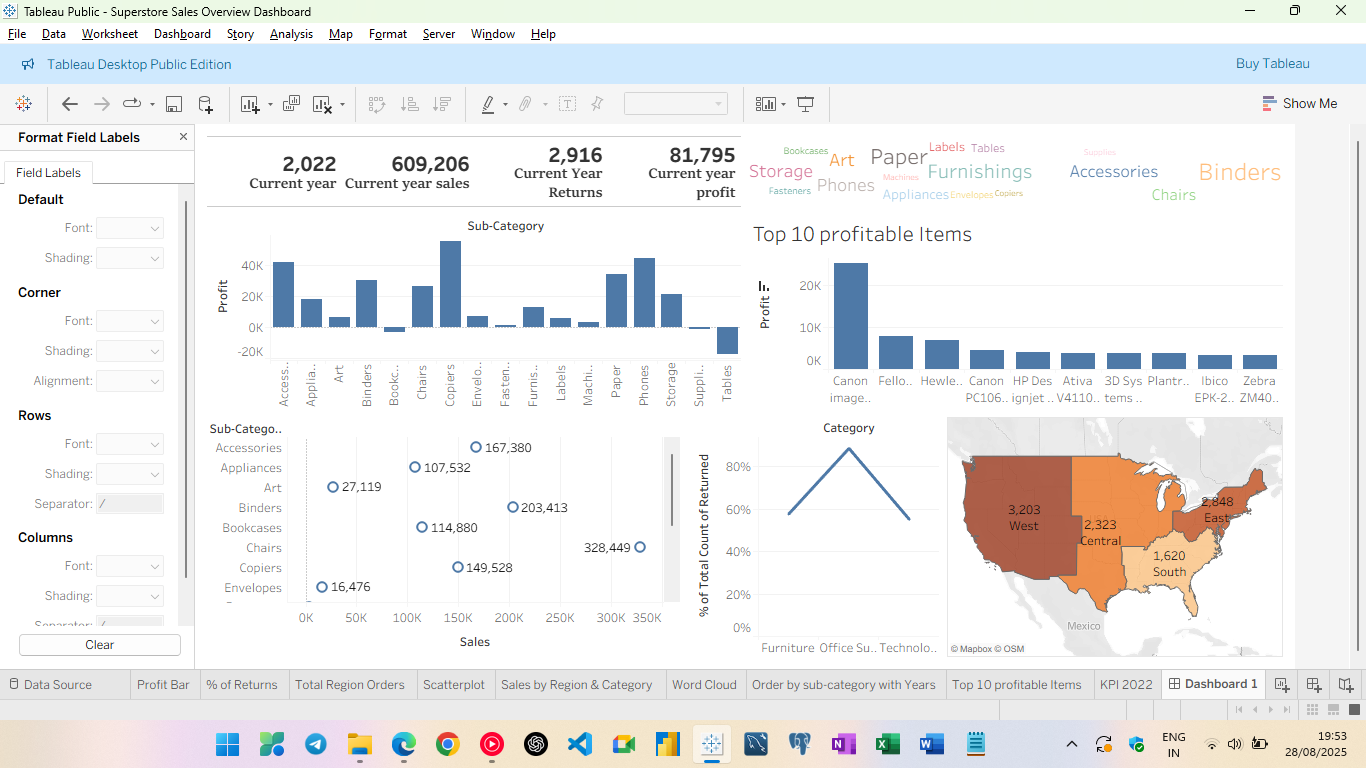 Tableau Public - Superstore Sales Overview Dashboard
File Data Worksheet Dashboard Story Analysis Map Format Server Window Help
Tableau Desktop Public Edition
Buy Tableau
Show Me
Format Field Labels
Field Labels
Default
Font:
Shading:
Corner
Font:
Shading:
Alignment:
Rows
Font:
Shading:
Separator: /
Columns
Font:
Shading:
Clear
2,022 609,206 2,916 81,795
Current year Current year sales Current Year Current year
Returns profit
Bookcases
Art
Paper
Labels
Tables
Supplies
Storage
Machines
Furnishings
Accessories
Binders
Fasteners
Phones
Appliances
Envelopes
Copiers
Chairs
Sub-Category
Profit
40K
20K
0K
-20K
Access..
Applia..
Art
Binders
Bookc..
Chairs
Copiers
Envelo..
Fasten..
Furnis..
Labels
Machi..
Paper
Phones
Storage
Suppli..
Tables
Top 10 profitable Items
Profit
20K
10K
0K
Canon Fello.. Hewle.. Canon HP Des Ativa 3D Sys Plantr.. Ibico Zebra
image.. PC106.. ignjet .. V4110.. tems .. EPK-2.. ZM40..
Sub-Catego..
Accessories 167,380
Appliances 107,532
Art 27,119
Binders 203,413
Bookcases 114,880
Chairs 328,449
Copiers 149,528
Envelopes 16,476
0K 50K 100K 150K 200K 250K 300K 350K
Sales
Category
% of Total Count of Returned
80%
60%
40%
20%
0%
Furniture Office Su.. Technolo..
3,203
West
2,323
Central
2,848
East
1,620
South
Mexico
© Mapbox © OSM
Data Source Profit Bar % of Returns Total Region Orders Scatterplot Sales by Region & Category Word Cloud Order by sub-category with Years Top 10 profitable Items KPI 2022 Dashboard 1
ENG
IN
19:53
28/08/2025